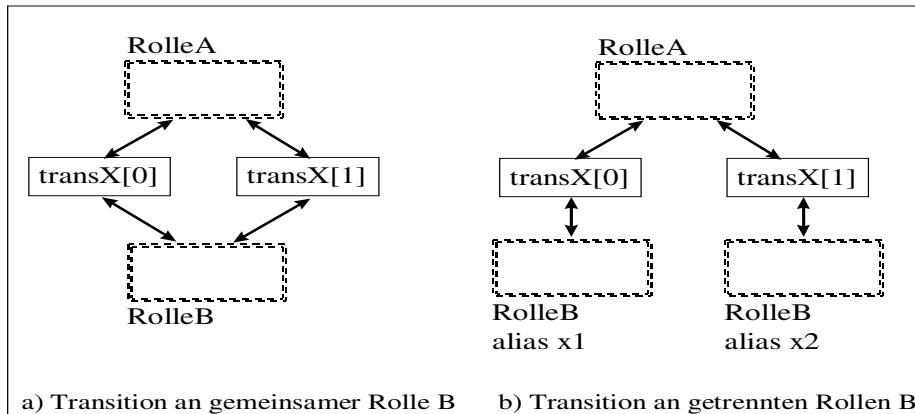 RolleA
RolleA
transX[0]
transX[1]
transX[0]
transX[1]
RolleB
RolleB
alias x1
RolleB
alias x2
a) Transition an gemeinsamer Rolle B
b) Transition an getrennten Rollen B